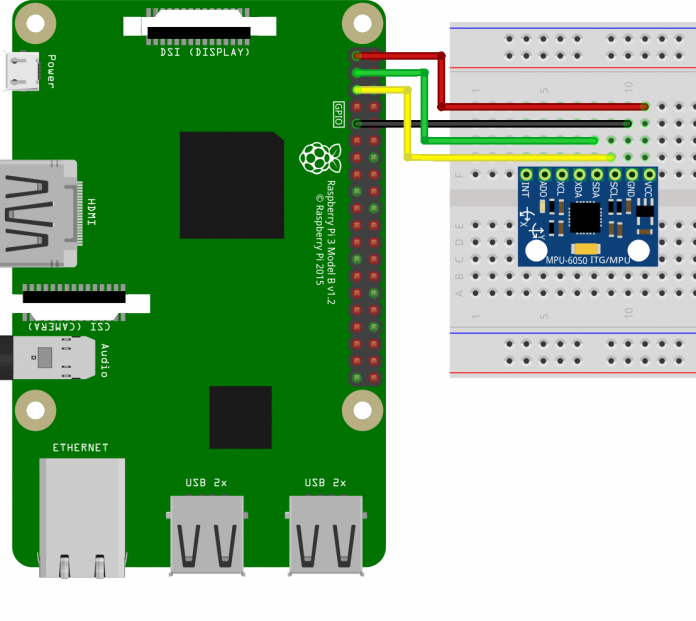 DSI (DISPLAY)
Power
HDMI
GPIO
Raspberry Pi 3 Model B v1.2
© Raspberry Pi 2015
CSI (CAMERA)
Audio
ETHERNET
USB 2x
USB 2x
1
5
10
F
INT
ADO
XCL
XDA
SDA
SCL
GND
VCC
X
Y
MPU-6050 ITG/MPU
E
D
C
B
A
1
10